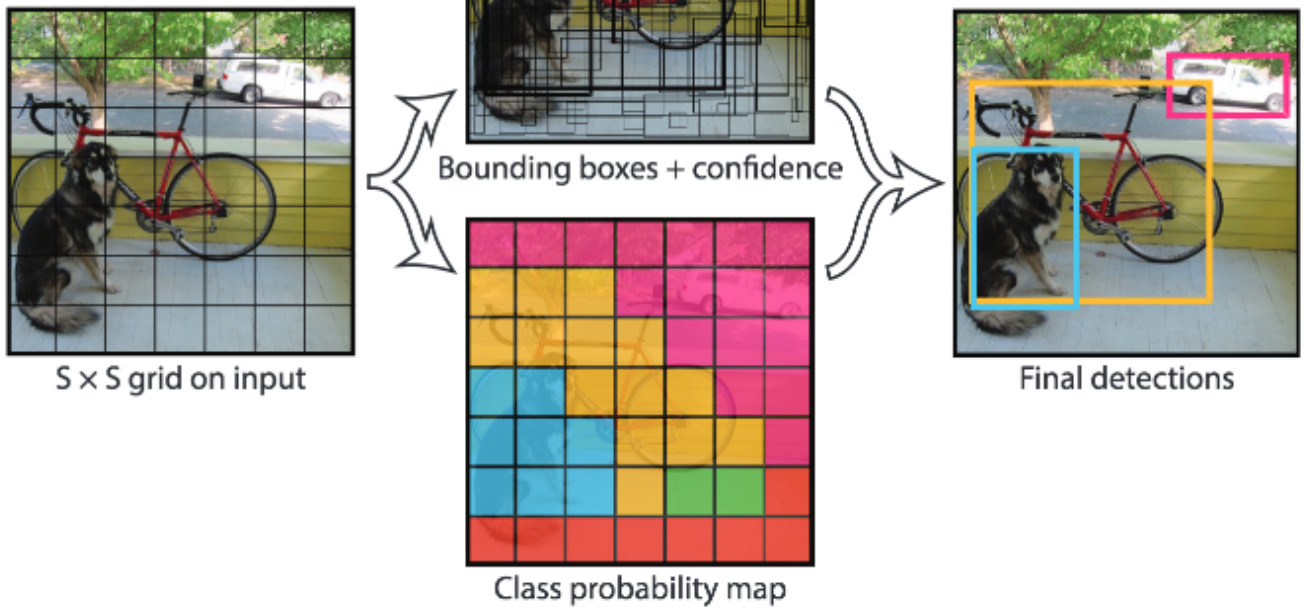 S × S grid on input
Bounding boxes + confidence
Class probability map
Final detections